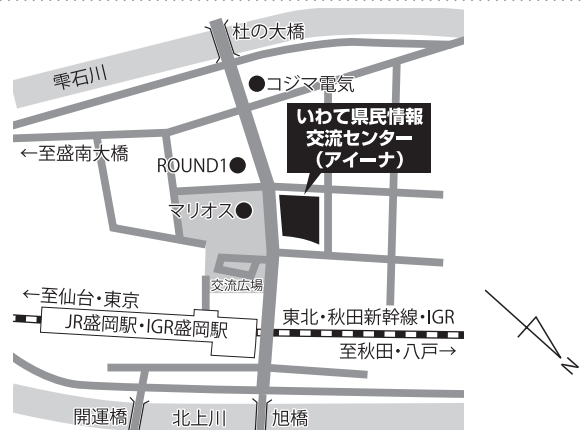 杜の大橋
雫石川
コジマ電気
いわて県民情報
交流センター
（アイーナ）
←至盛南大橋
ROUND1
マリオス
交流広場
←至仙台・東京
JR盛岡駅・IGR盛岡駅
東北・秋田新幹線・IGR
至秋田・八戸→
開運橋
北上川
旭橋
N